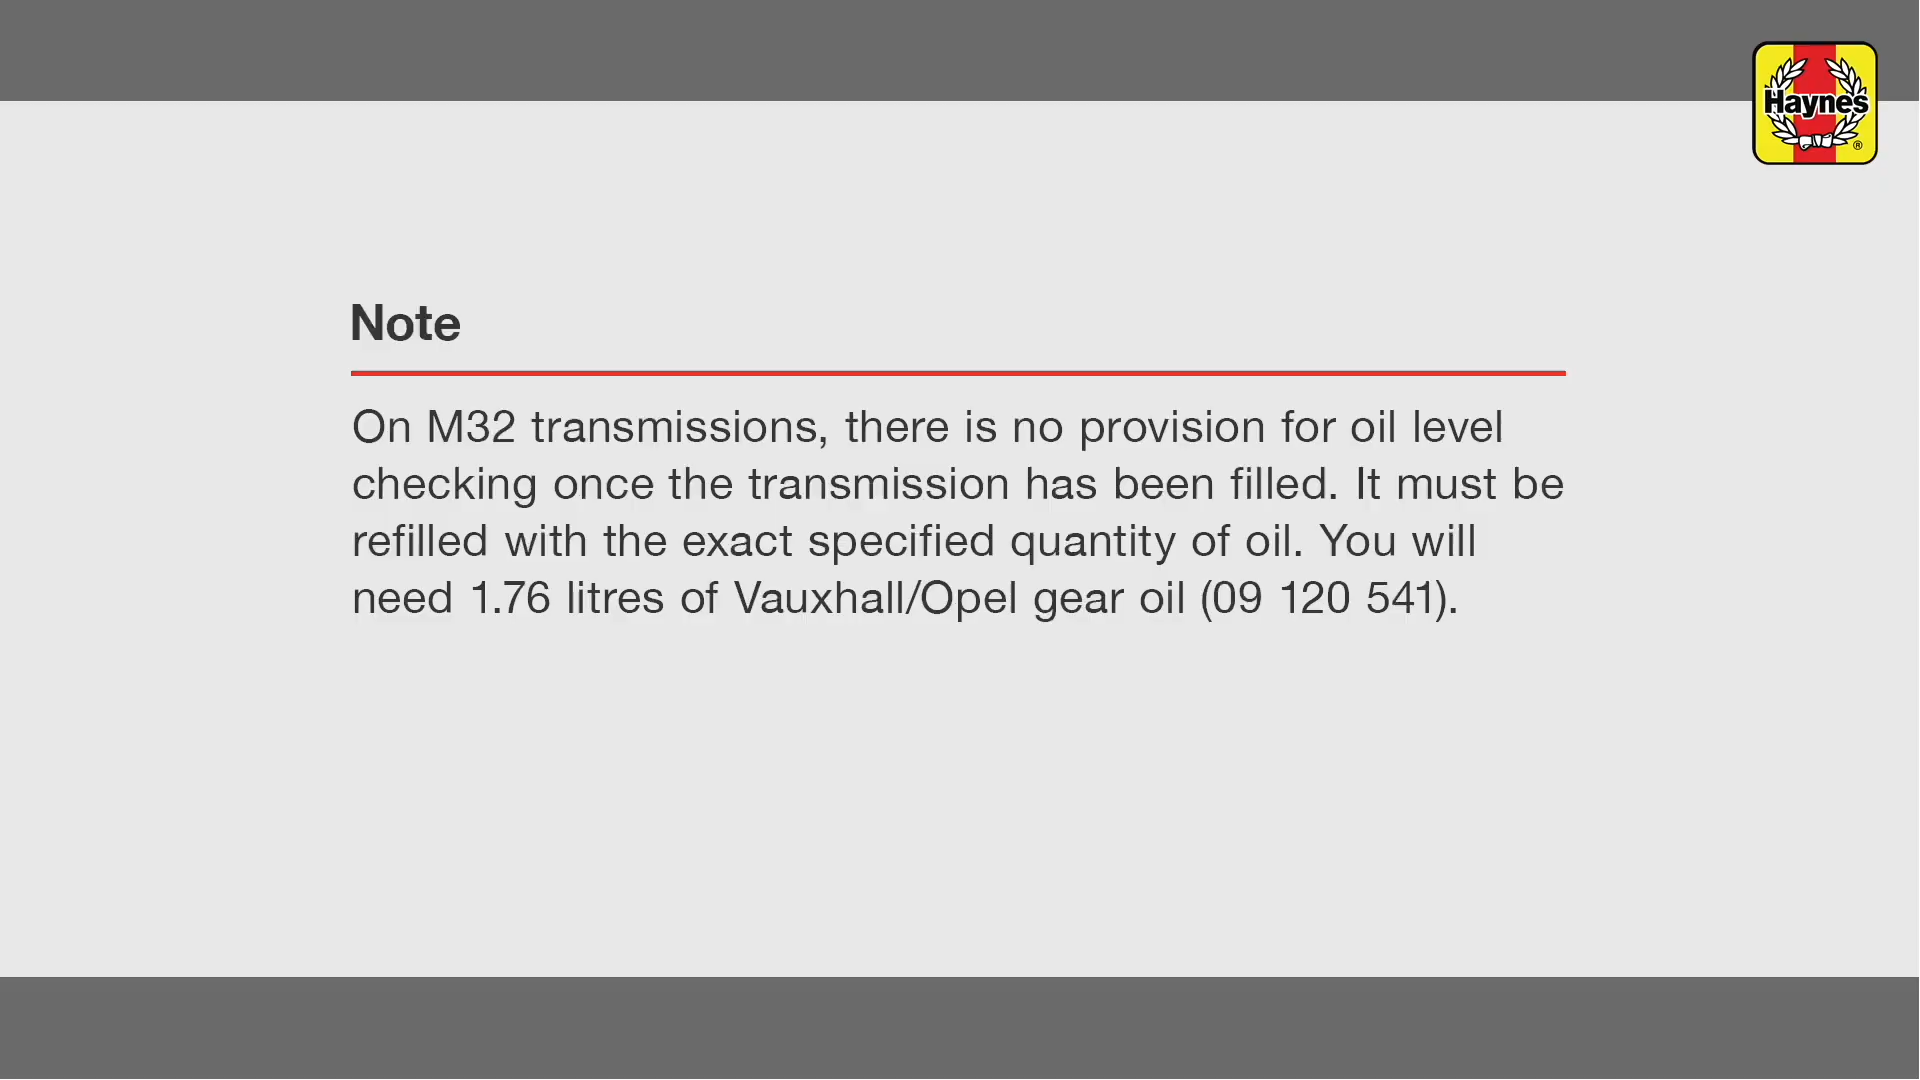 Haynes
®
Note
On M32 transmissions, there is no provision for oil level
checking once the transmission has been filled. It must be
refilled with the exact specified quantity of oil. You will
need 1.76 litres of Vauxhall/Opel gear oil (09 120 541).